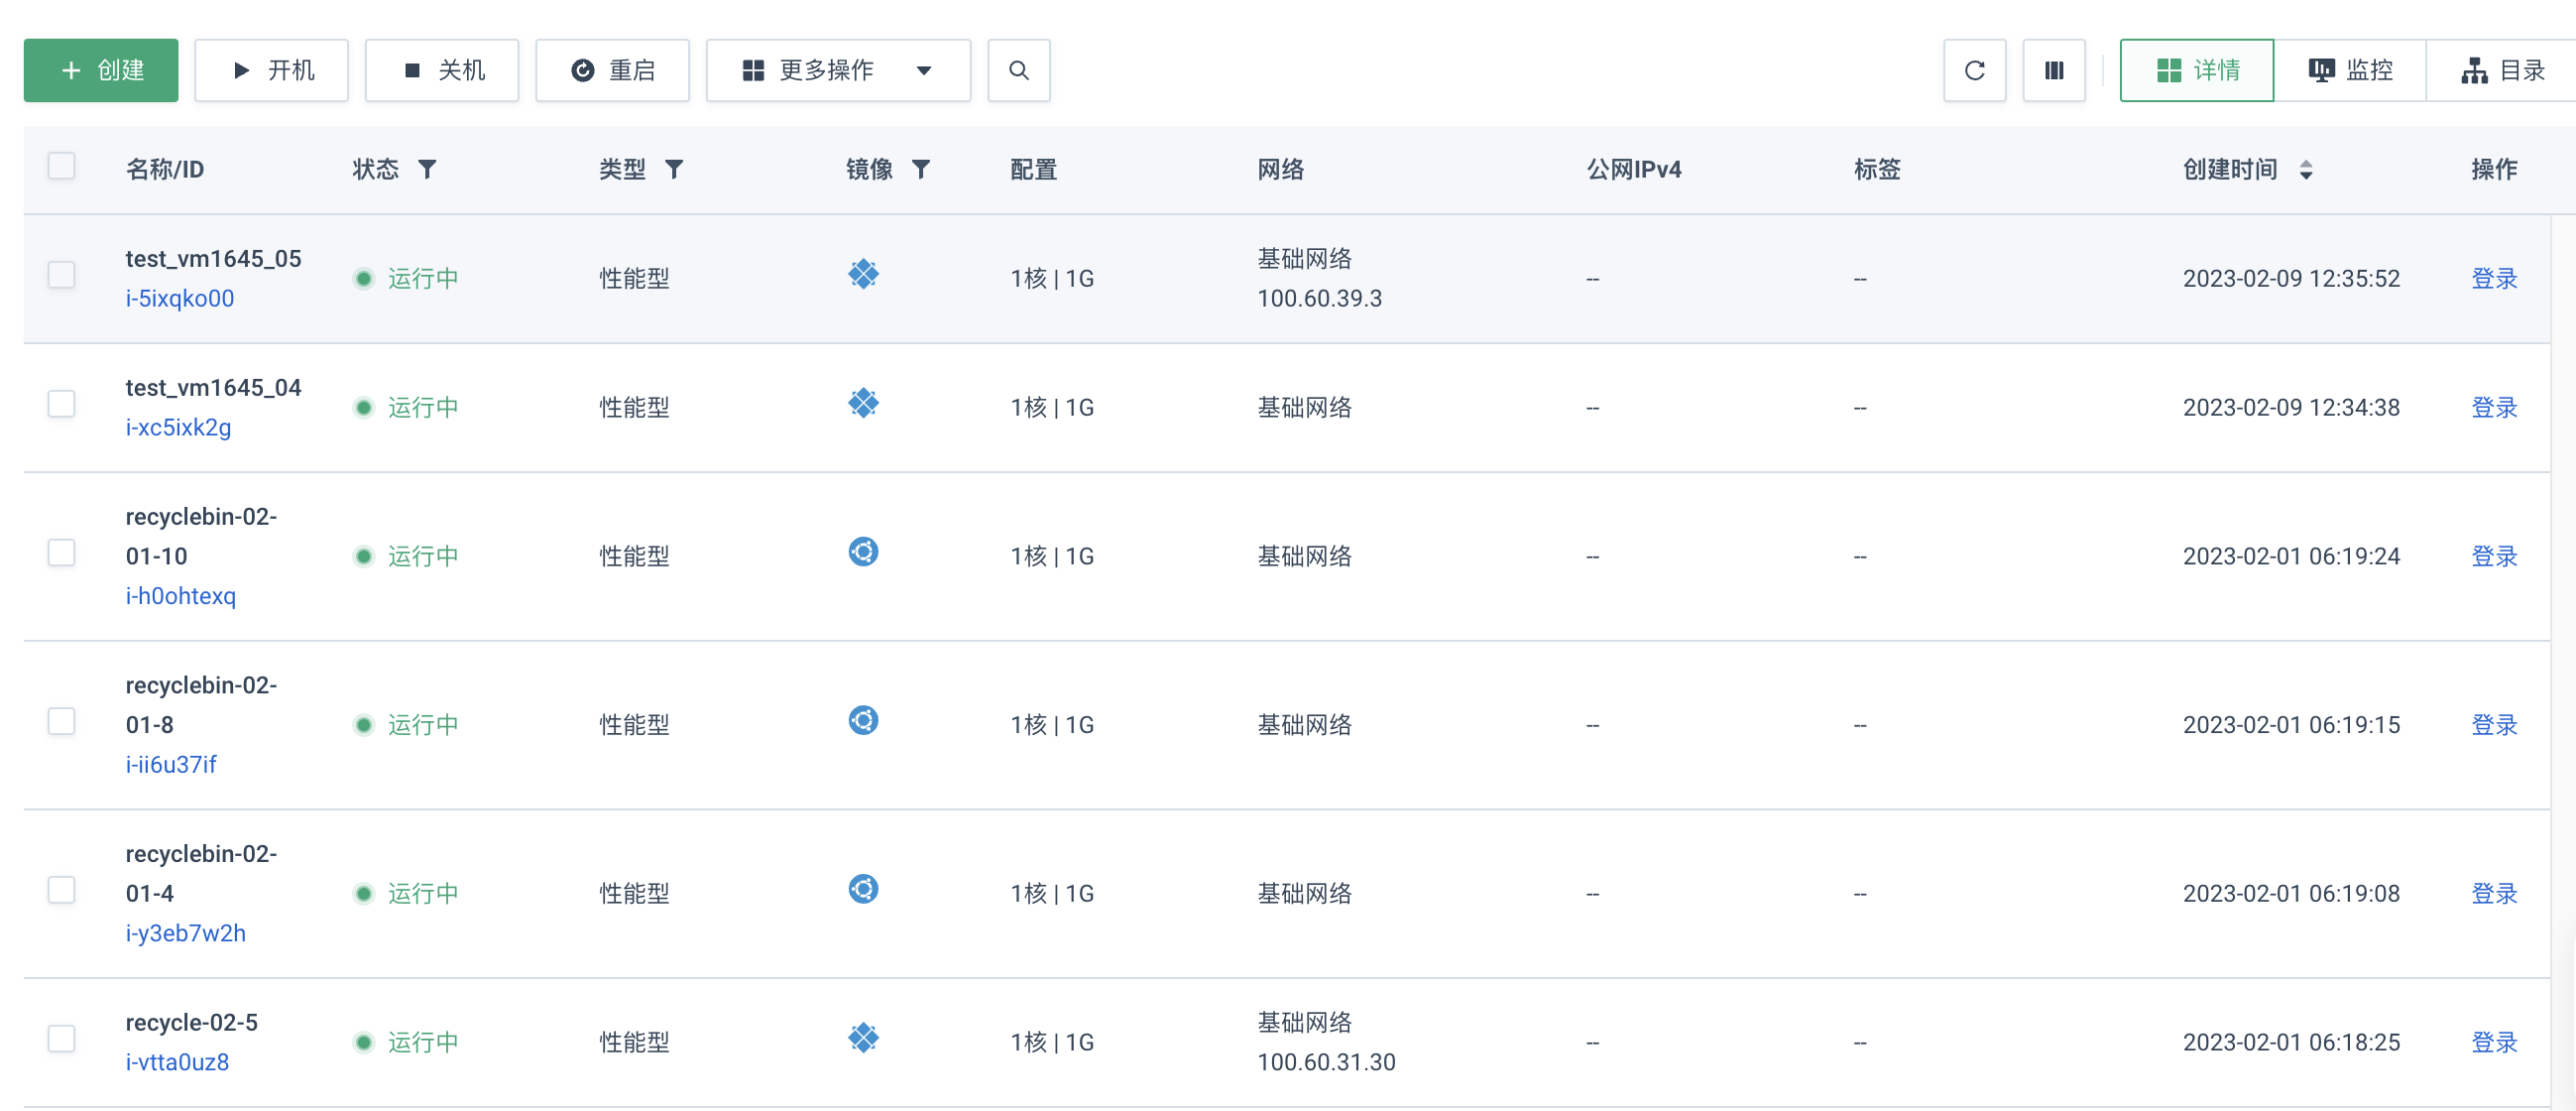 创建 开机 关机 重启 更多操作 详情 监控 目录
名称/ID 状态 类型 镜像 配置 网络 公网IPv4 标签 创建时间 操作
test_vm1645_05
i-5ixqko00
运行中 性能型 1核 | 1G
基础网络
100.60.39.3
-- -- 2023-02-09 12:35:52 登录
test_vm1645_04
i-xc5ixk2g
运行中 性能型 1核 | 1G 基础网络 -- -- 2023-02-09 12:34:38 登录
recyclebin-02-
01-10
i-h0ohtexq
运行中 性能型 1核 | 1G 基础网络 -- -- 2023-02-01 06:19:24 登录
recyclebin-02-
01-8
i-ii6u37if
运行中 性能型 1核 | 1G 基础网络 -- -- 2023-02-01 06:19:15 登录
recyclebin-02-
01-4
i-y3eb7w2h
运行中 性能型 1核 | 1G 基础网络 -- -- 2023-02-01 06:19:08 登录
recycle-02-5
i-vtta0uz8
运行中 性能型 1核 | 1G
基础网络
100.60.31.30
-- -- 2023-02-01 06:18:25 登录